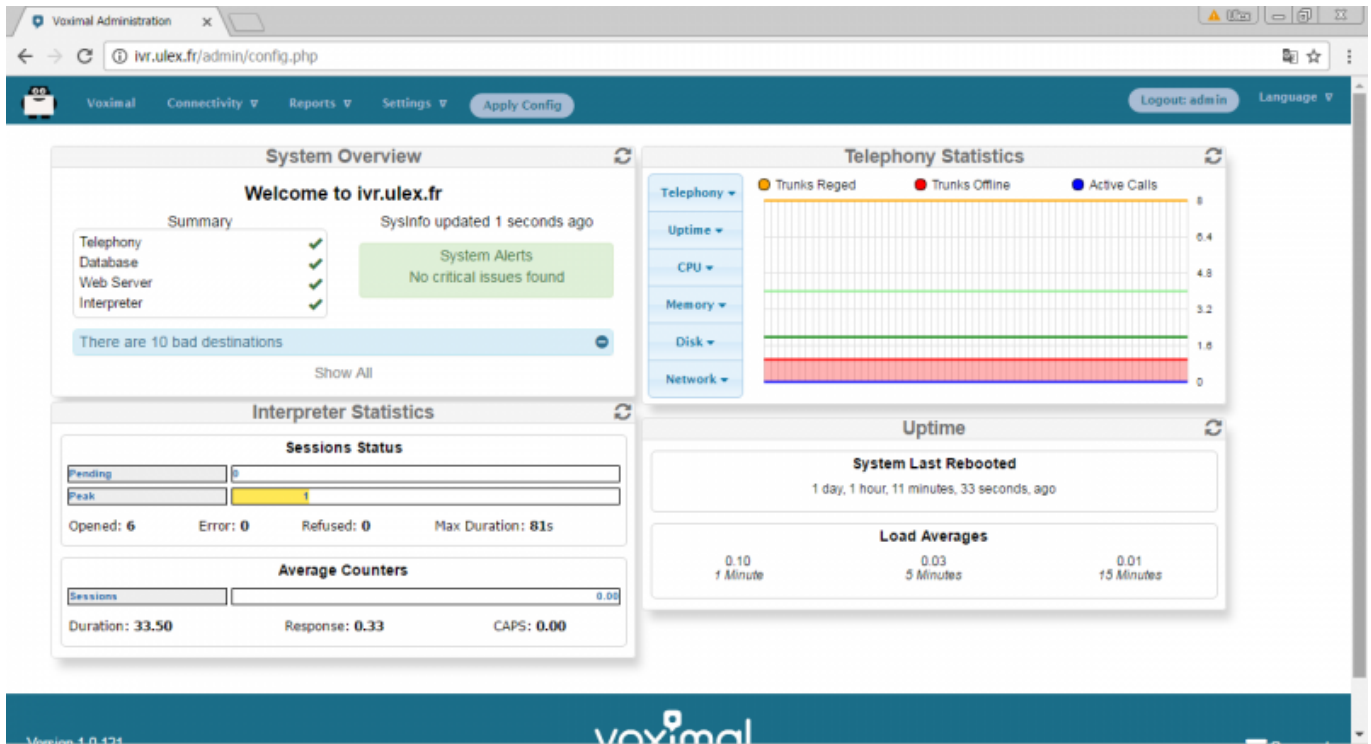 Voximal Administration
ivr.ulex.fr/admin/config.php
Voximal Connectivity Reports Settings Apply Config Logout: admin Language
System Overview
Welcome to ivr.ulex.fr
Summary
Telephony
Database
Web Server
Interpreter
SysInfo updated 1 seconds ago
System Alerts
No critical issues found
There are 10 bad destinations
Show All
Telephony Statistics
Telephony
Uptime
CPU
Memory
Disk
Network
Trunks Reged Trunks Offline Active Calls
8
6.4
4.8
3.2
1.6
0
Interpreter Statistics
Sessions Status
Pending 0
Peak 1
Opened: 6 Error: 0 Refused: 0 Max Duration: 81s
Average Counters
Sessions 0.00
Duration: 33.50 Response: 0.33 CAPS: 0.00
Uptime
System Last Rebooted
1 day, 1 hour, 11 minutes, 33 seconds, ago
Load Averages
0.10 0.03 0.01
1 Minute 5 Minutes 15 Minutes
Version 1.0.121
voximal